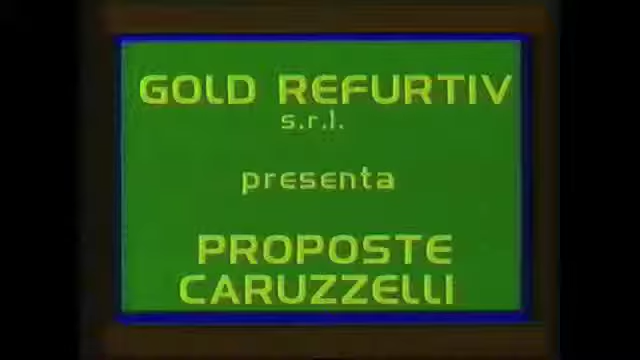 GOLD REFURTIV
s.r.l.
presenta
PROPOSTE
CARUZZELLI